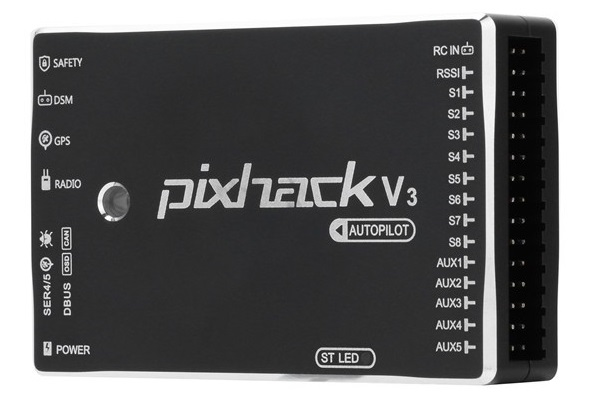 SAFETY
DSM
GPS
RADIO
SER4/5
DBUS
OSD
CAN
POWER
pixhack V3
AUTOPILOT
ST LED
RC IN
RSSI
S1
S2
S3
S4
S5
S6
S7
S8
AUX1
AUX2
AUX3
AUX4
AUX5